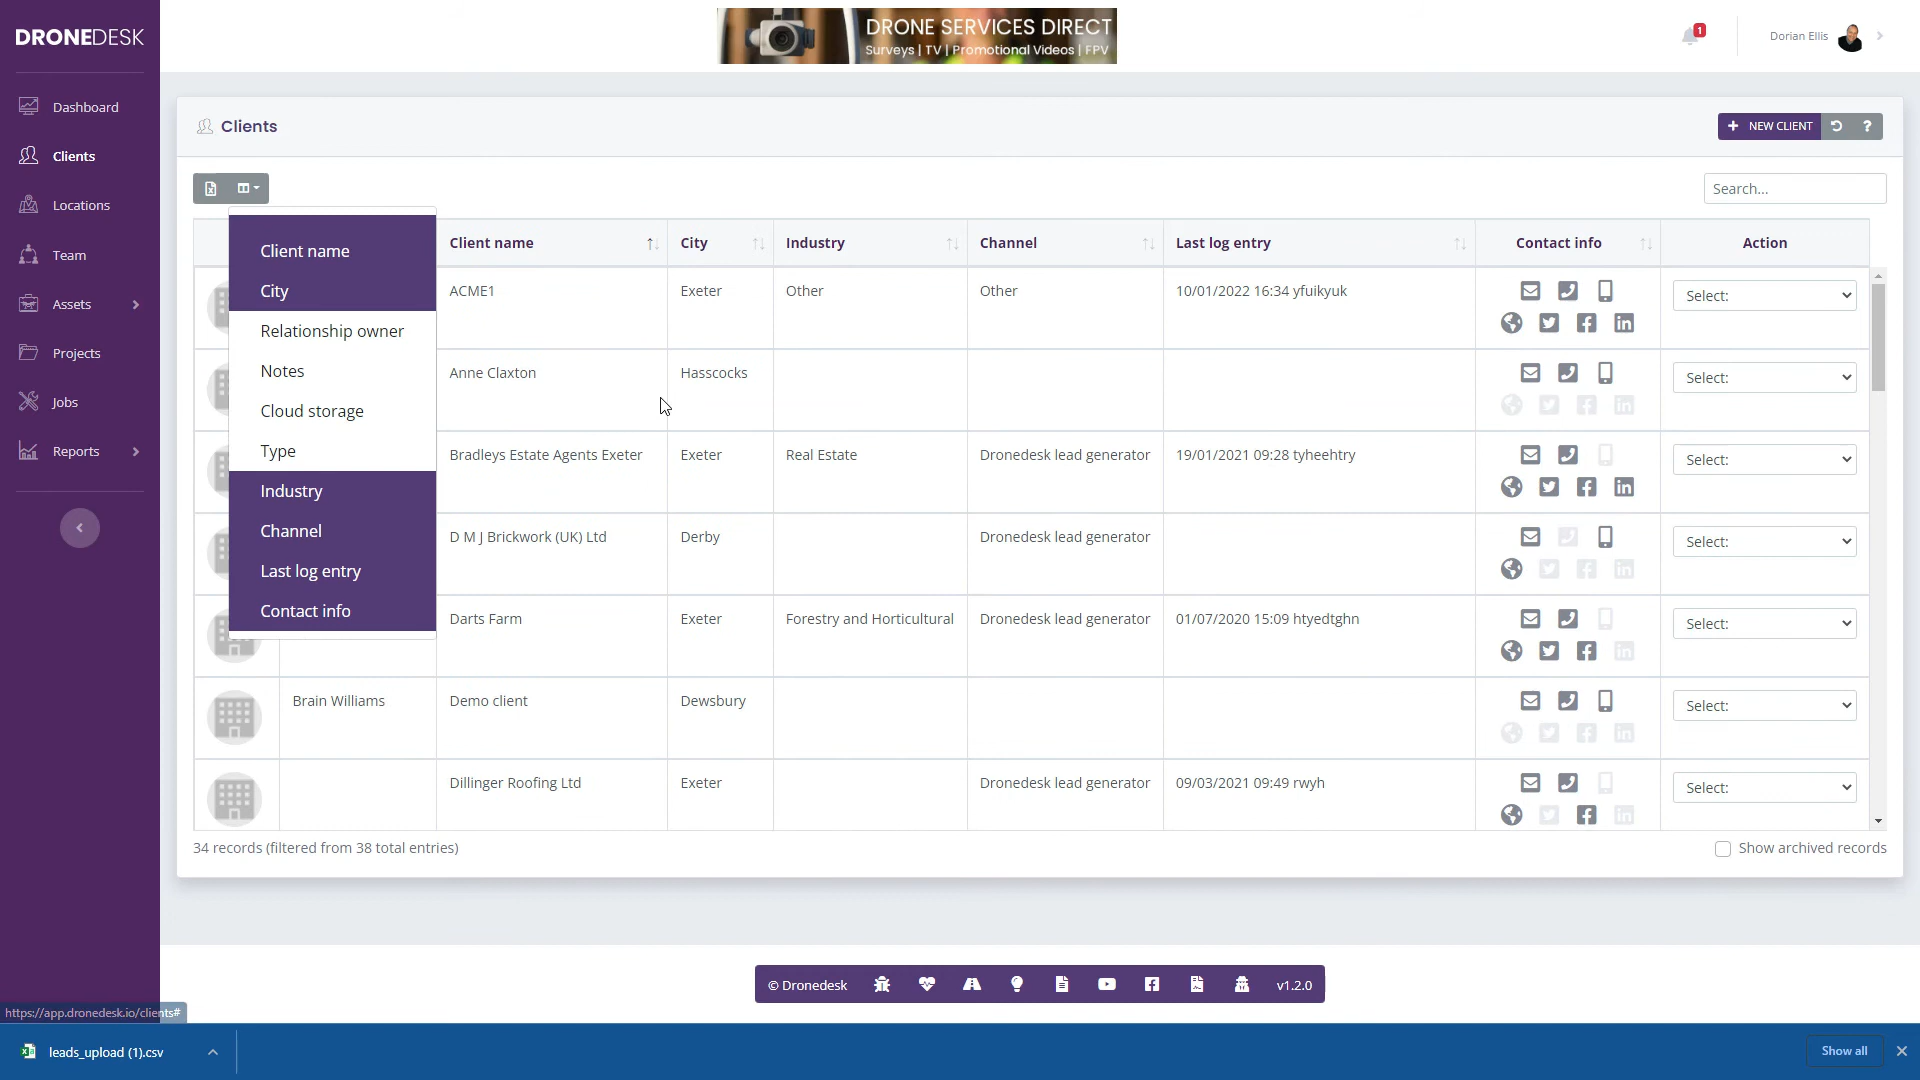 DRONEDESK
DRONE SERVICES DIRECT
Surveys | TV | Promotional Videos | FPV
1
Dorian Ellis
Dashboard
Clients
Locations
Team
Assets
Projects
Jobs
Reports
Clients
NEW CLIENT
?
Search...
Client name
City
Relationship owner
Notes
Cloud storage
Type
Industry
Channel
Last log entry
Contact info
Client name City Industry Channel Last log entry Contact info Action
ACME1 Exeter Other Other 10/01/2022 16:34 yfuikyuk Select:
Anne Claxton Hasscocks Select:
Bradleys Estate Agents Exeter Exeter Real Estate Dronedesk lead generator 19/01/2021 09:28 tyheehtry Select:
D M J Brickwork (UK) Ltd Derby Dronedesk lead generator Select:
Darts Farm Exeter Forestry and Horticultural Dronedesk lead generator 01/07/2020 15:09 htyedtghn Select:
Brain Williams Demo client Dewsbury Select:
Dillinger Roofing Ltd Exeter Dronedesk lead generator 09/03/2021 09:49 rwyh Select:
34 records (filtered from 38 total entries)
Show archived records
© Dronedesk
v1.2.0
https://app.dronedesk.io/clients#
leads_upload (1).csv
Show all